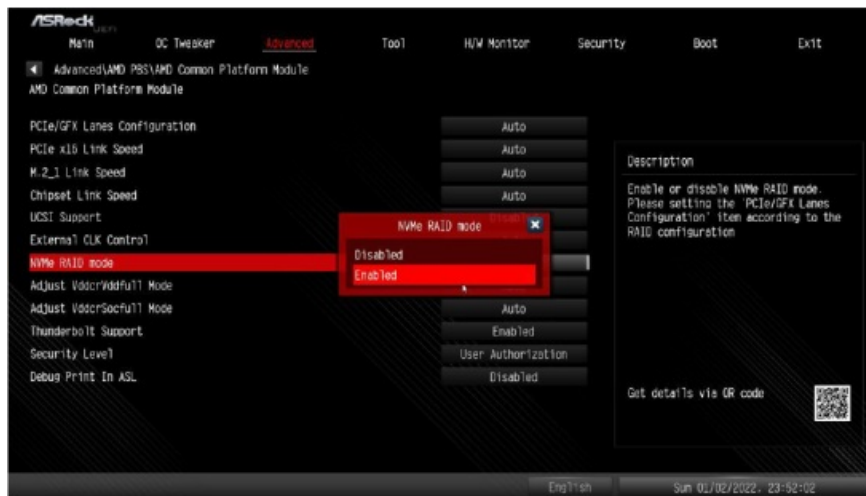 ASRock
UEFI
Main OC Tweaker Advanced Tool H/W Monitor Security Boot Exit
Advanced\AMD PBS\AMD Common Platform Module
AMD Common Platform Module
PCIe/GFX Lanes Configuration Auto
PCIe x16 Link Speed Auto
M.2_1 Link Speed Auto
Chipset Link Speed Auto
UCSI Support
External CLK Control
NVMe RAID mode
Adjust VddcrVddfull Mode
Adjust VddcrSocfull Mode Auto
Thunderbolt Support Enabled
Security Level User Authorization
Debug Print In ASL Disabled
NVMe RAID mode
Disabled
Enabled
Description
Enable or disable NVMe RAID mode.
Please setting the 'PCIe/GFX Lanes
Configuration' item according to the
RAID configuration
Get details via QR code
English Sun 01/02/2022, 23:52:02